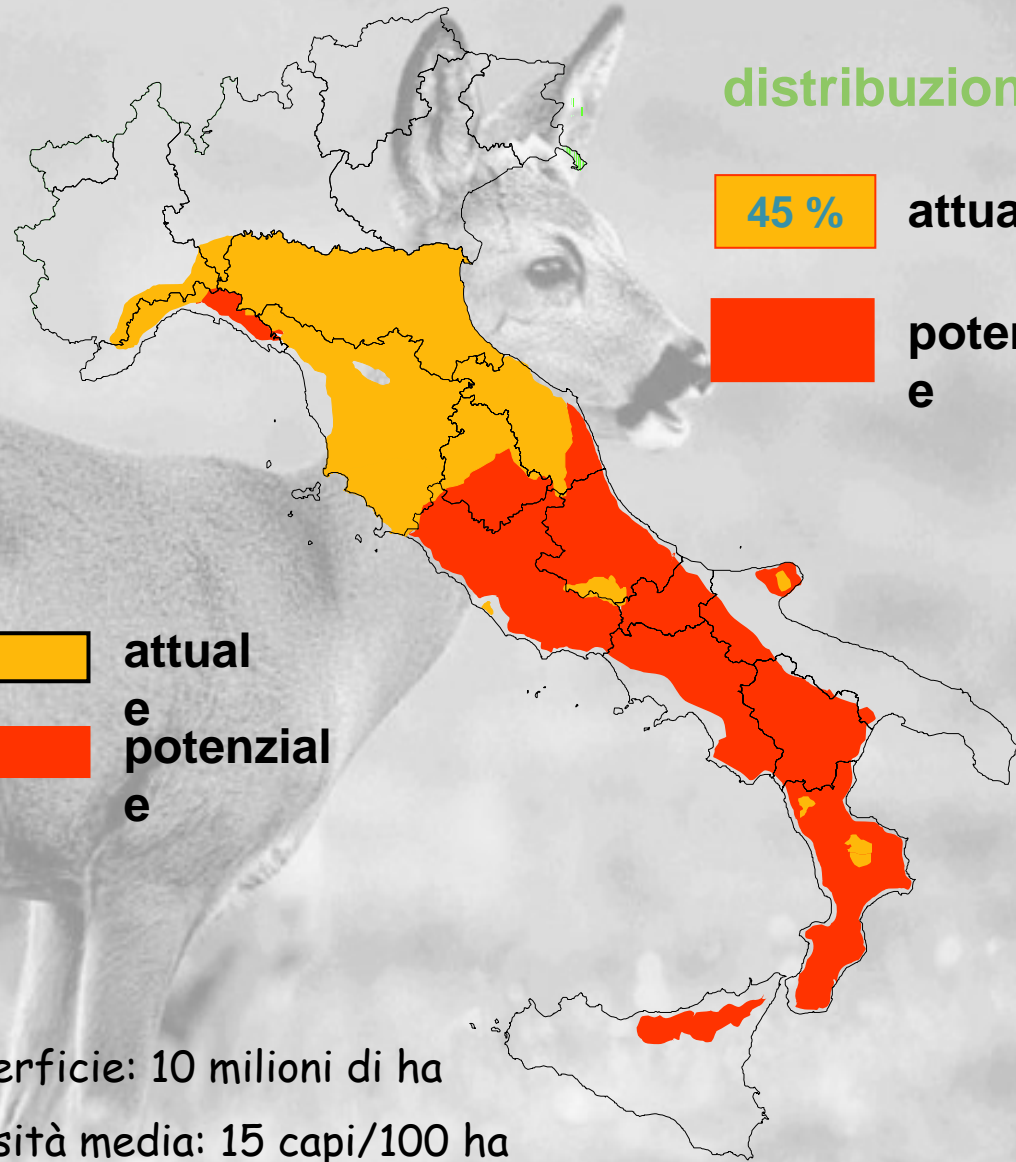 distribuzion
45 %
attua
poten
e
attual
e
potenzial
e
erficie: 10 milioni di ha
sità media: 15 capi/100 ha